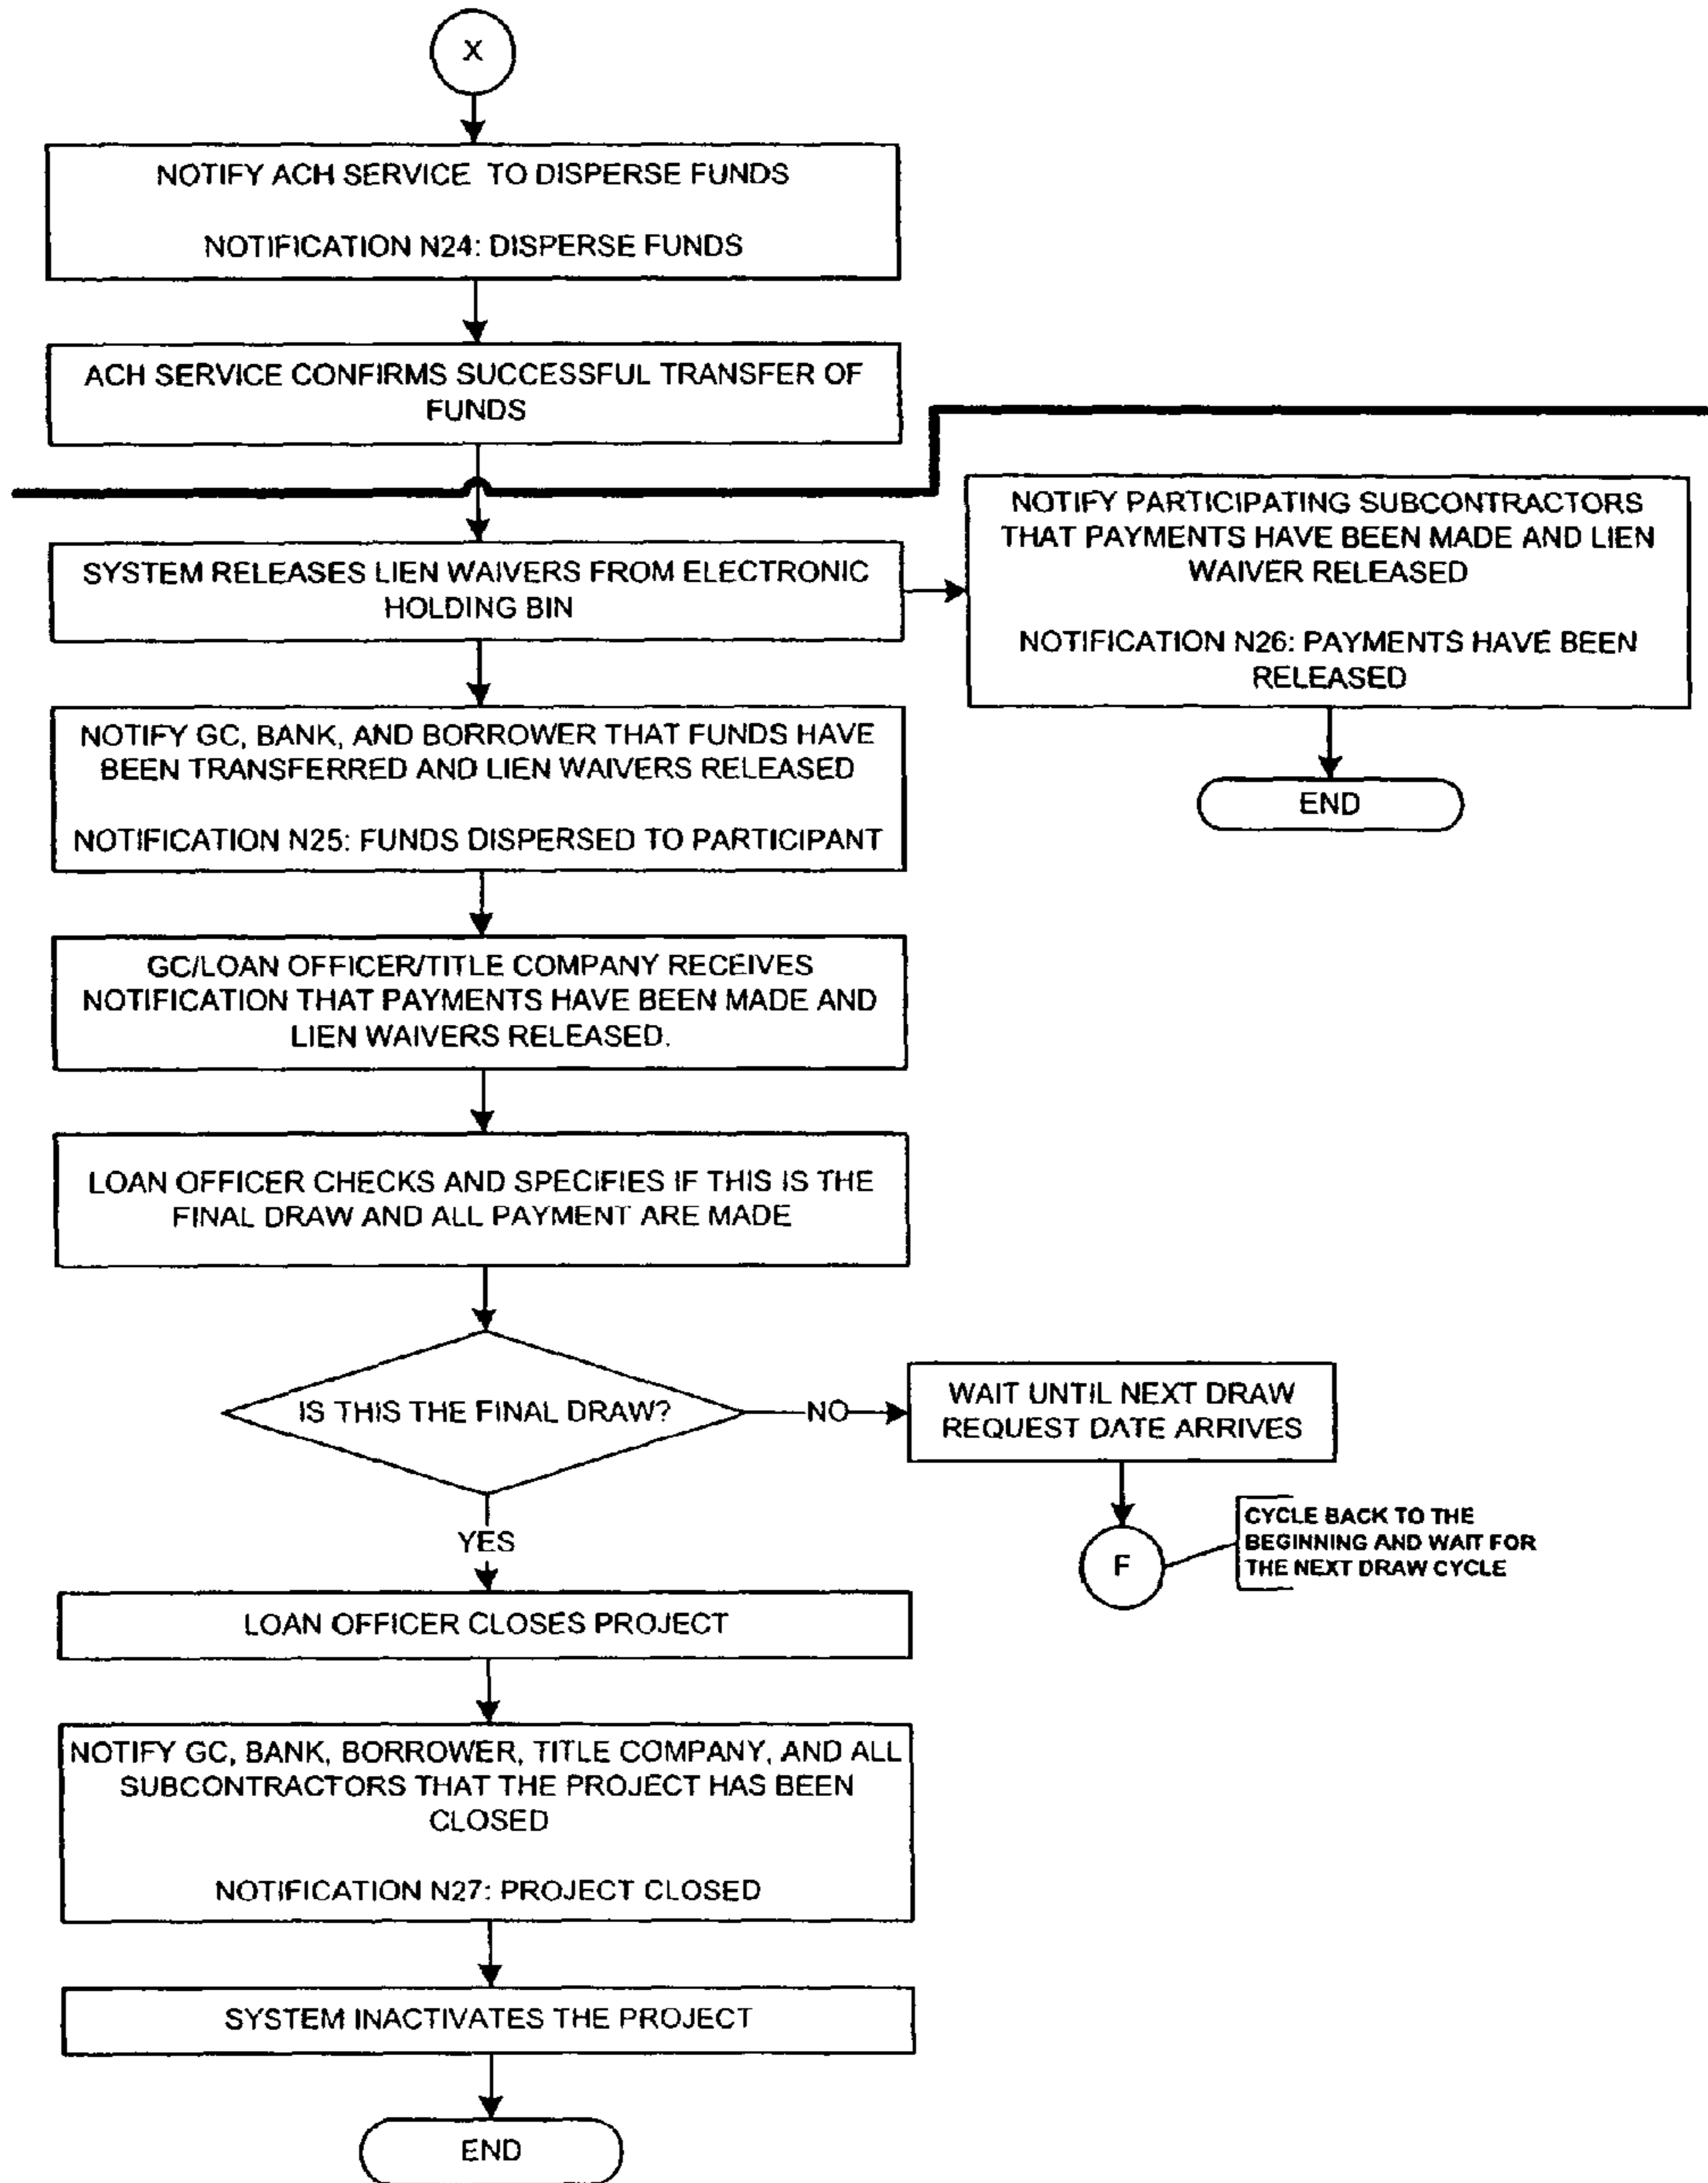 X
NOTIFY ACH SERVICE TO DISPERSE FUNDS
NOTIFICATION N24: DISPERSE FUNDS
ACH SERVICE CONFIRMS SUCCESSFUL TRANSFER OF
FUNDS
SYSTEM RELEASES LIEN WAIVERS FROM ELECTRONIC
HOLDING BIN
NOTIFY PARTICIPATING SUBCONTRACTORS
THAT PAYMENTS HAVE BEEN MADE AND LIEN
WAIVER RELEASED
NOTIFICATION N26: PAYMENTS HAVE BEEN
RELEASED
END
NOTIFY GC, BANK, AND BORROWER THAT FUNDS HAVE
BEEN TRANSFERRED AND LIEN WAIVERS RELEASED
NOTIFICATION N25: FUNDS DISPERSED TO PARTICIPANT
GC/LOAN OFFICER/TITLE COMPANY RECEIVES
NOTIFICATION THAT PAYMENTS HAVE BEEN MADE AND
LIEN WAIVERS RELEASED.
LOAN OFFICER CHECKS AND SPECIFIES IF THIS IS THE
FINAL DRAW AND ALL PAYMENT ARE MADE
IS THIS THE FINAL DRAW?
NO
WAIT UNTIL NEXT DRAW
REQUEST DATE ARRIVES
F
CYCLE BACK TO THE
BEGINNING AND WAIT FOR
THE NEXT DRAW CYCLE
YES
LOAN OFFICER CLOSES PROJECT
NOTIFY GC, BANK, BORROWER, TITLE COMPANY, AND ALL
SUBCONTRACTORS THAT THE PROJECT HAS BEEN
CLOSED
NOTIFICATION N27: PROJECT CLOSED
SYSTEM INACTIVATES THE PROJECT
END